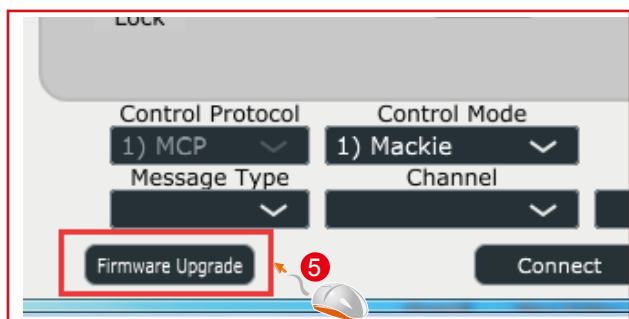 Lock
Control Protocol Control Mode
1) MCP 1) Mackie
Message Type Channel
Firmware Upgrade 5 Connect